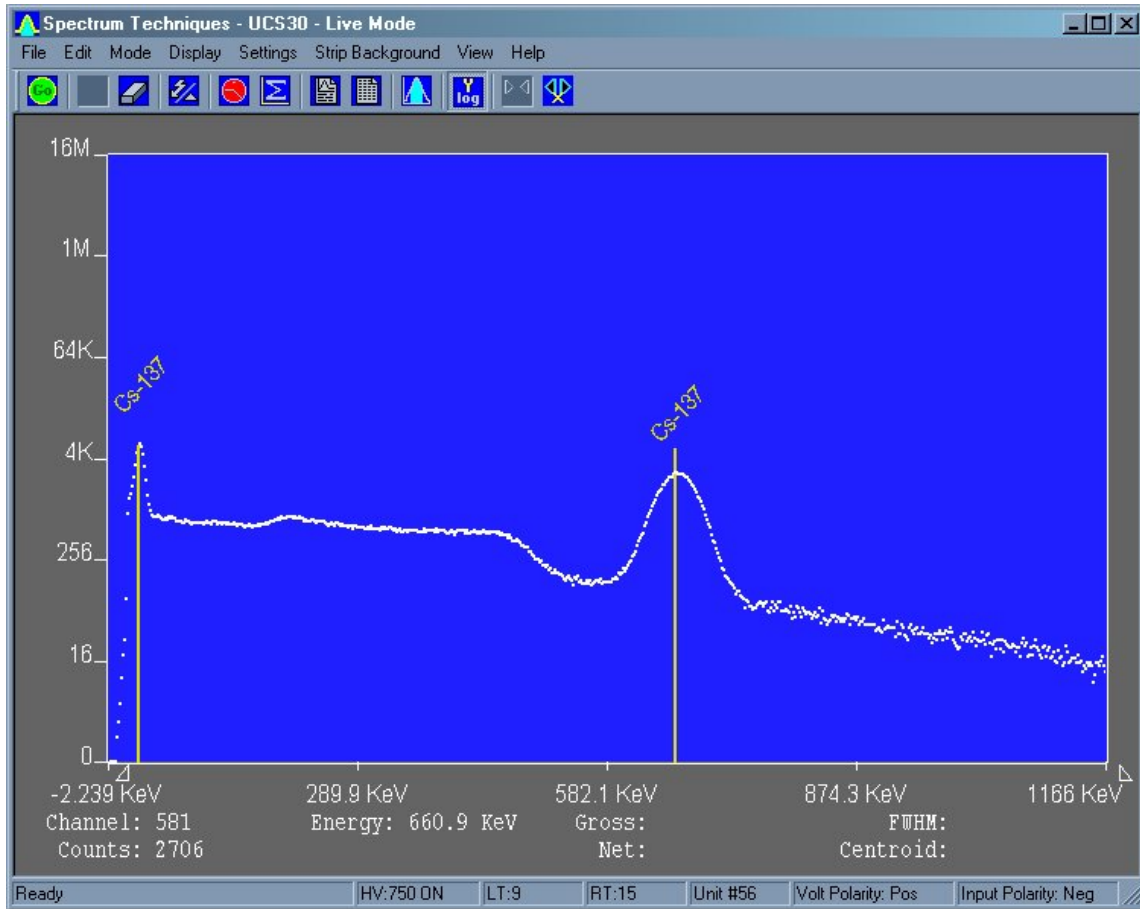 Spectrum Techniques - UCS30 - Live Mode
File Edit Mode Display Settings Strip Background View Help
Go Y log
16M
1M
64K
Cs-137
Cs-137
4K
256
16
0
-2.239 KeV 289.9 KeV 582.1 KeV 874.3 KeV 1166 KeV
Channel: 581 Energy: 660.9 KeV Gross: FWHM:
Counts: 2706 Net: Centroid:
Ready HV:750 ON LT:9 RT:15 Unit #56 Volt Polarity: Pos Input Polarity: Neg